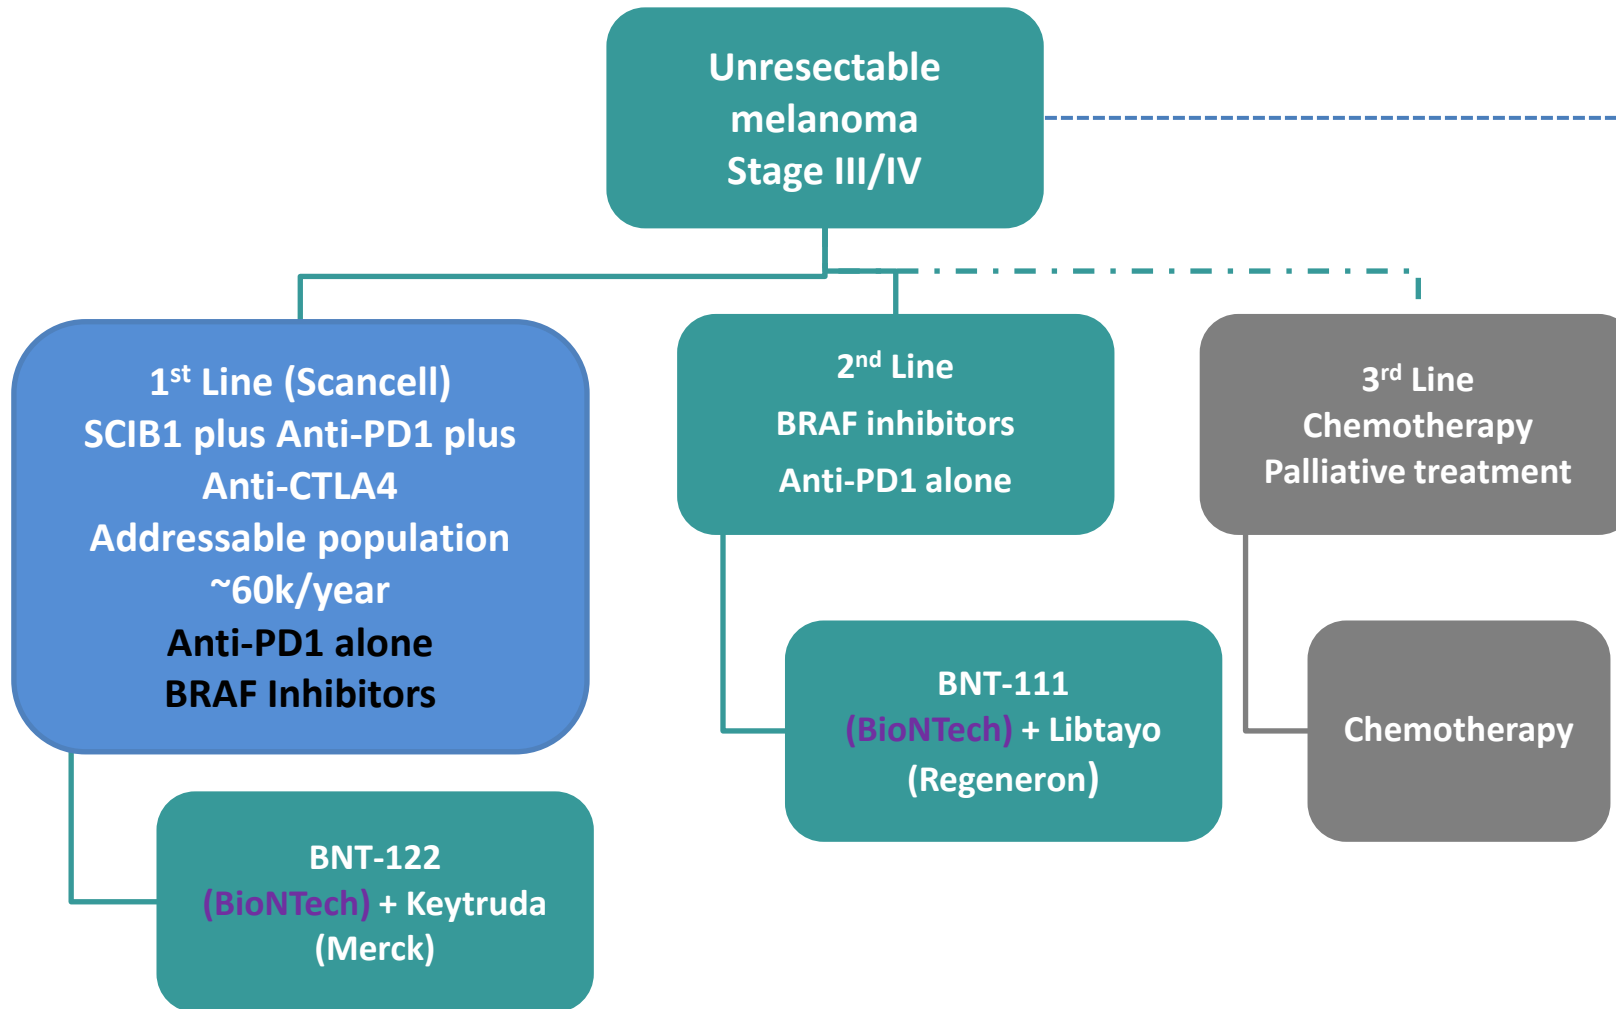 Unresectable
melanoma
Stage III/IV
1st Line (Scancell)
SCIB1 plus Anti-PD1 plus
Anti-CTLA4
Addressable population
~60k/year
Anti-PD1 alone
BRAF Inhibitors
2nd Line
BRAF inhibitors
Anti-PD1 alone
3rd Line
Chemotherapy
Palliative treatment
BNT-122
(BioNTech) + Keytruda
(Merck)
BNT-111
(BioNTech) + Libtayo
(Regeneron)
Chemotherapy